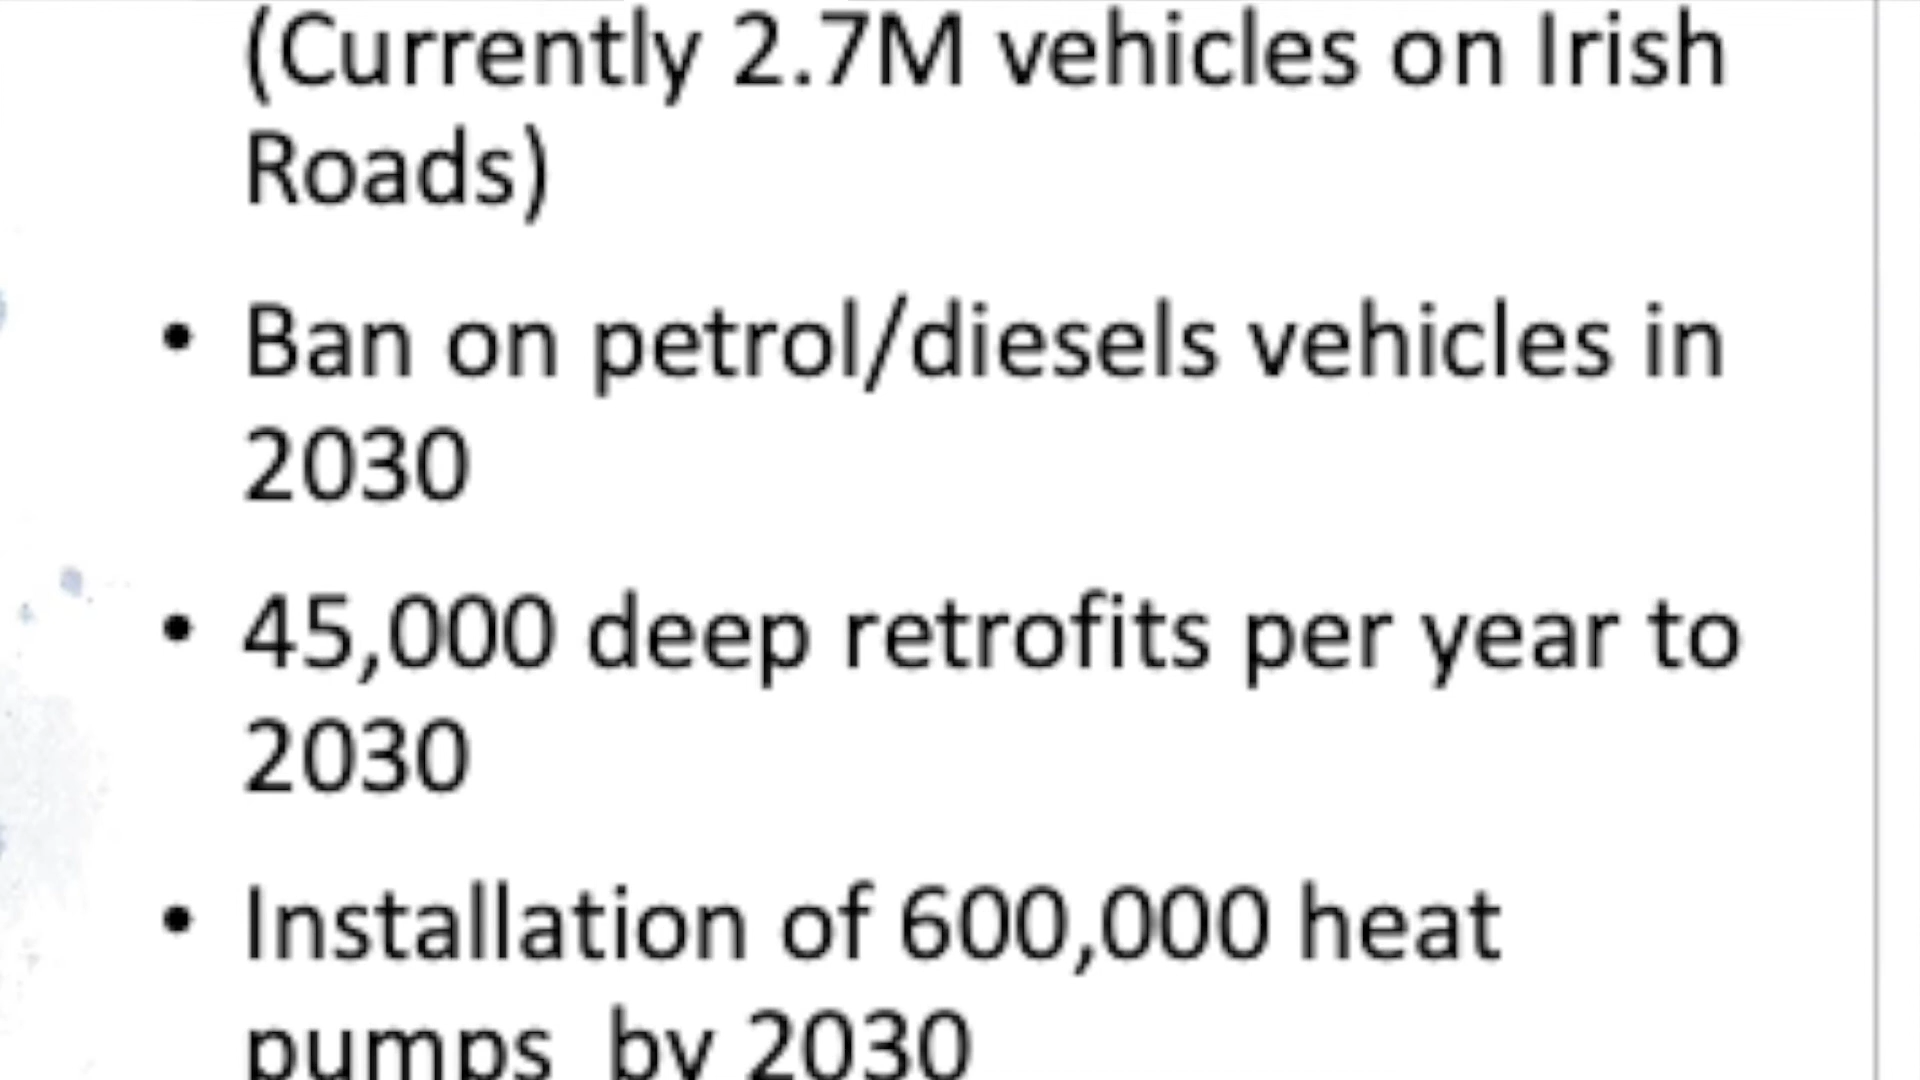 (Currently 2.7M vehicles on Irish
Roads)
• Ban on petrol/diesels vehicles in
2030
• 45,000 deep retrofits per year to
2030
• Installation of 600,000 heat
pumps by 2030